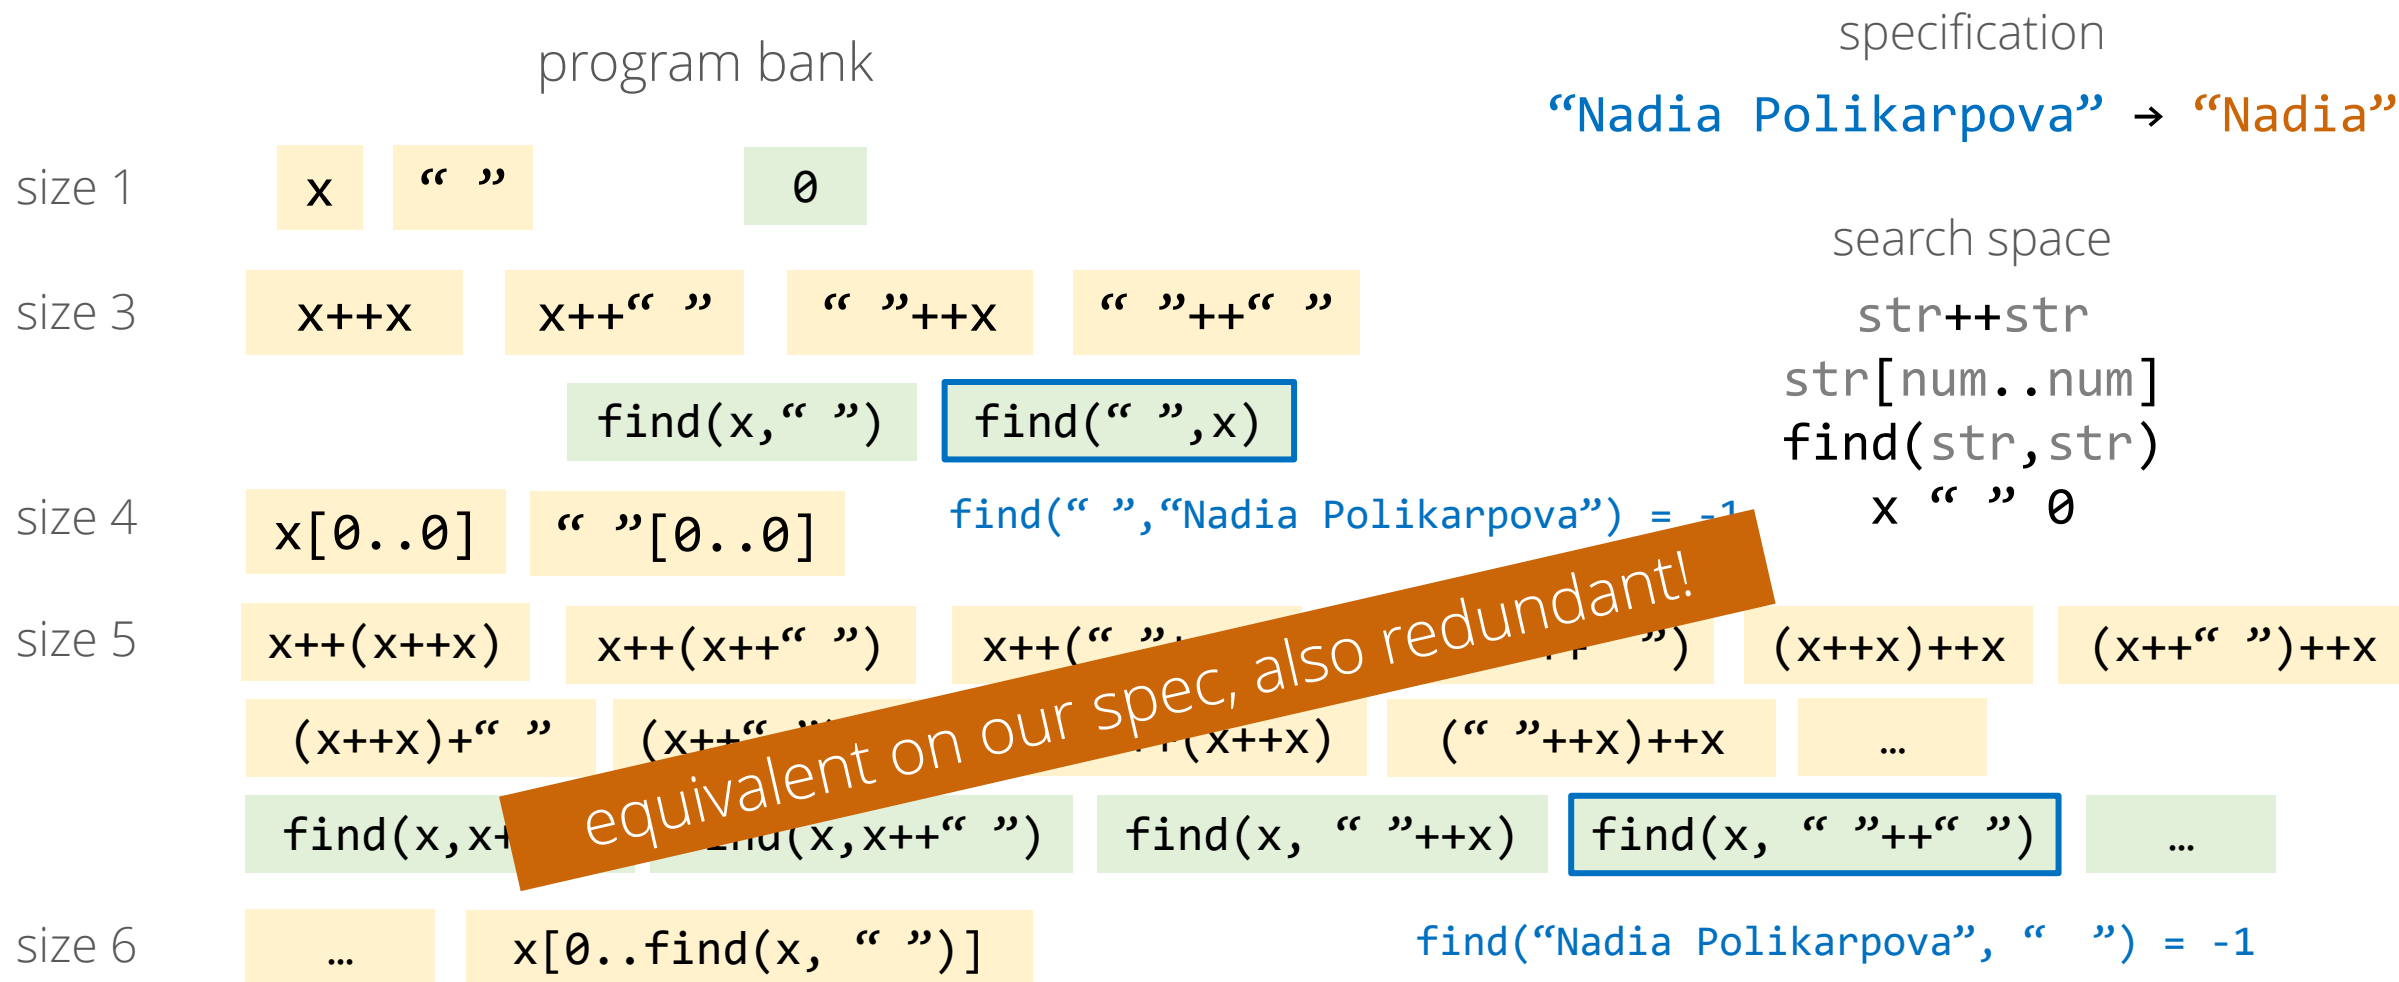 program bank
specification
“Nadia Polikarpova” → “Nadia”
size 1
x
“ ”
0
search space
size 3
x++x
x++“ ”
“ ”++x
“ ”++“ ”
str++str
str[num..num]
find(x,“ ”)
find(“ ”,x)
find(str,str)
x “ ” 0
size 4
x[0..0]
“ ”[0..0]
find(“ ”,“Nadia Polikarpova”) = -1
equivalent on our spec, also redundant!
size 5
x++(x++x)
x++(x++“ ”)
x++(“ ”
”)
(x++x)++x
(x++“ ”)++x
(x++x)+“ ”
(x++“
(x++x)
(“ ”++x)++x
…
find(x,x+
(x,x++“ ”)
find(x, “ ”++x)
find(x, “ ”++“ ”)
…
size 6
…
x[0..find(x, “ ”)]
find(“Nadia Polikarpova”, “  ”) = -1